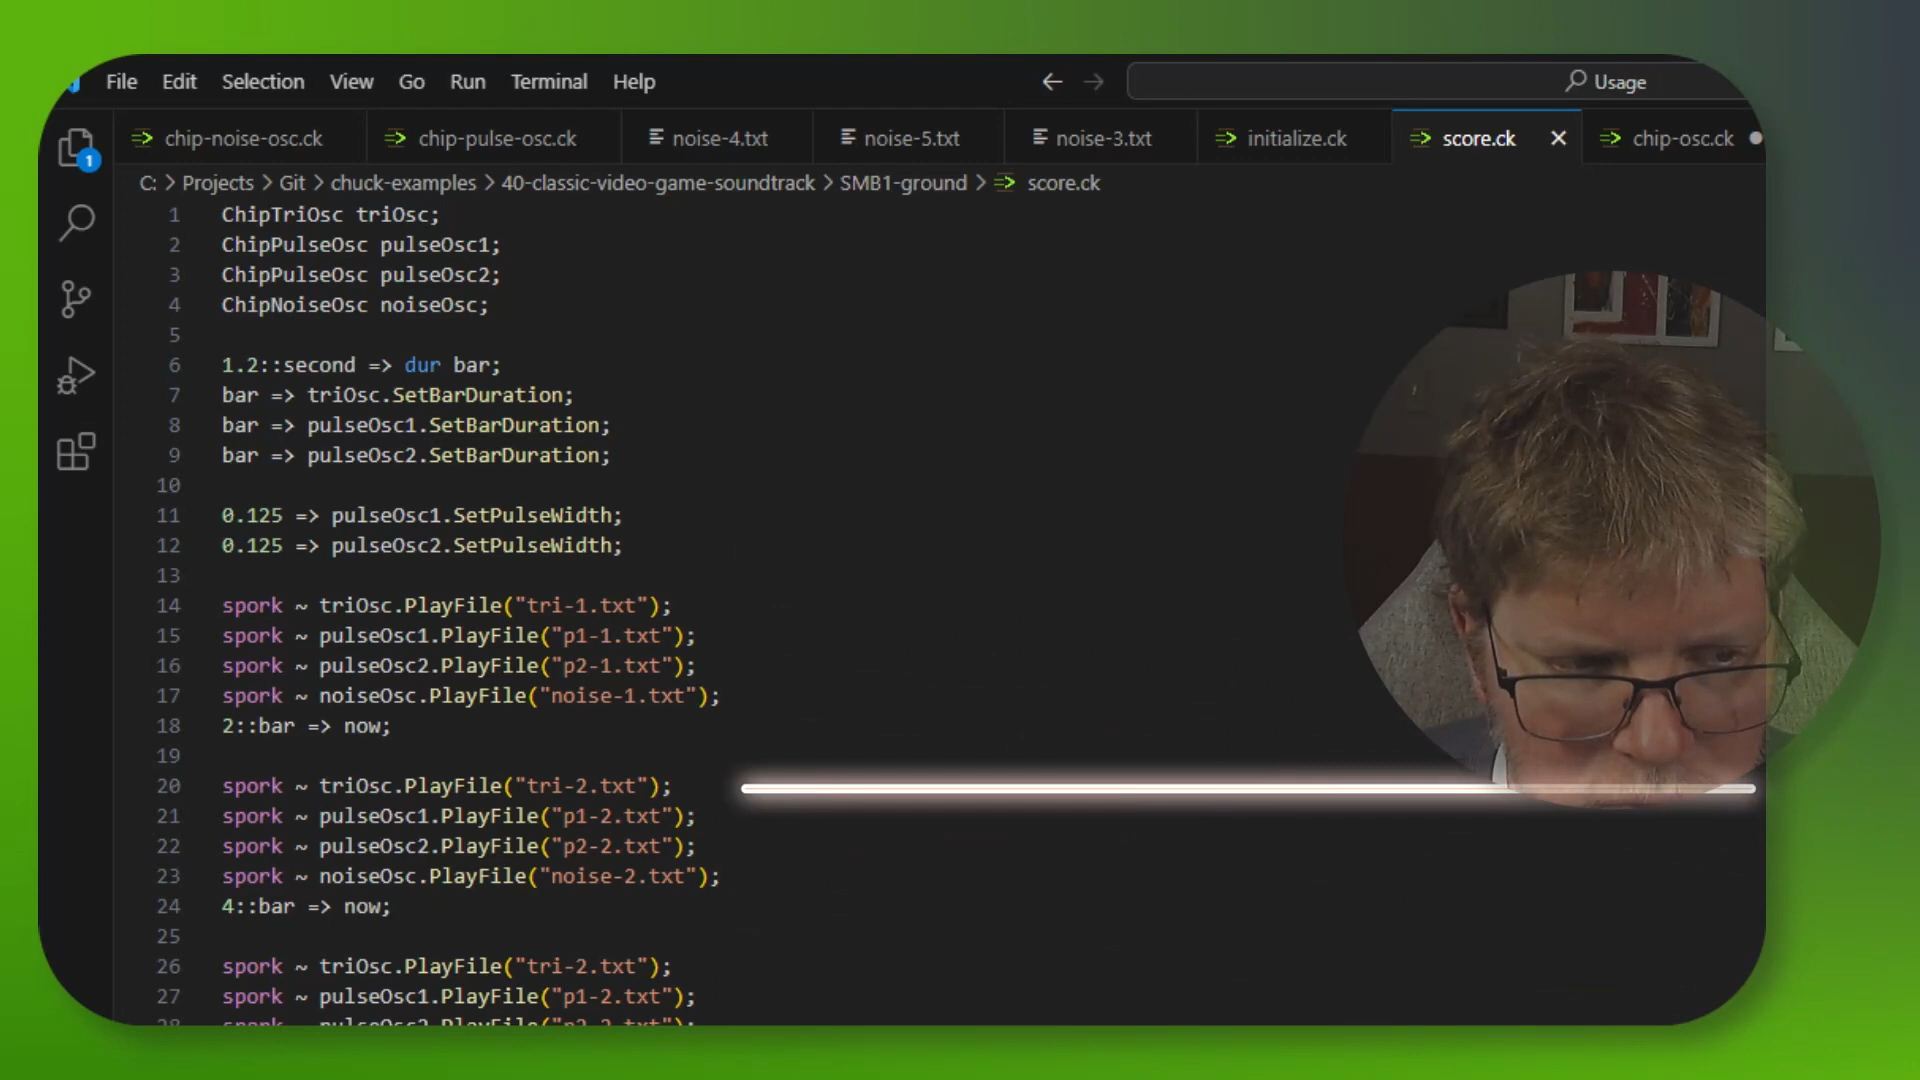 File Edit Selection View Go Run Terminal Help Usage
1
chip-noise-osc.ck chip-pulse-osc.ck noise-4.txt noise-5.txt noise-3.txt initialize.ck score.ck chip-osc.ck
C: > Projects > Git > chuck-examples > 40-classic-video-game-soundtrack > SMB1-ground > score.ck
1 ChipTriOsc triOsc;
2 ChipPulseOsc pulseOsc1;
3 ChipPulseOsc pulseOsc2;
4 ChipNoiseOsc noiseOsc;
5
6 1.2::second => dur bar;
7 bar => triOsc.SetBarDuration;
8 bar => pulseOsc1.SetBarDuration;
9 bar => pulseOsc2.SetBarDuration;
10
11 0.125 => pulseOsc1.SetPulseWidth;
12 0.125 => pulseOsc2.SetPulseWidth;
13
14 spork ~ triOsc.PlayFile("tri-1.txt");
15 spork ~ pulseOsc1.PlayFile("p1-1.txt");
16 spork ~ pulseOsc2.PlayFile("p2-1.txt");
17 spork ~ noiseOsc.PlayFile("noise-1.txt");
18 2::bar => now;
19
20 spork ~ triOsc.PlayFile("tri-2.txt");
21 spork ~ pulseOsc1.PlayFile("p1-2.txt");
22 spork ~ pulseOsc2.PlayFile("p2-2.txt");
23 spork ~ noiseOsc.PlayFile("noise-2.txt");
24 4::bar => now;
25
26 spork ~ triOsc.PlayFile("tri-2.txt");
27 spork ~ pulseOsc1.PlayFile("p1-2.txt");
28 spork ~ pulseOsc2.PlayFile("p2-2.txt");